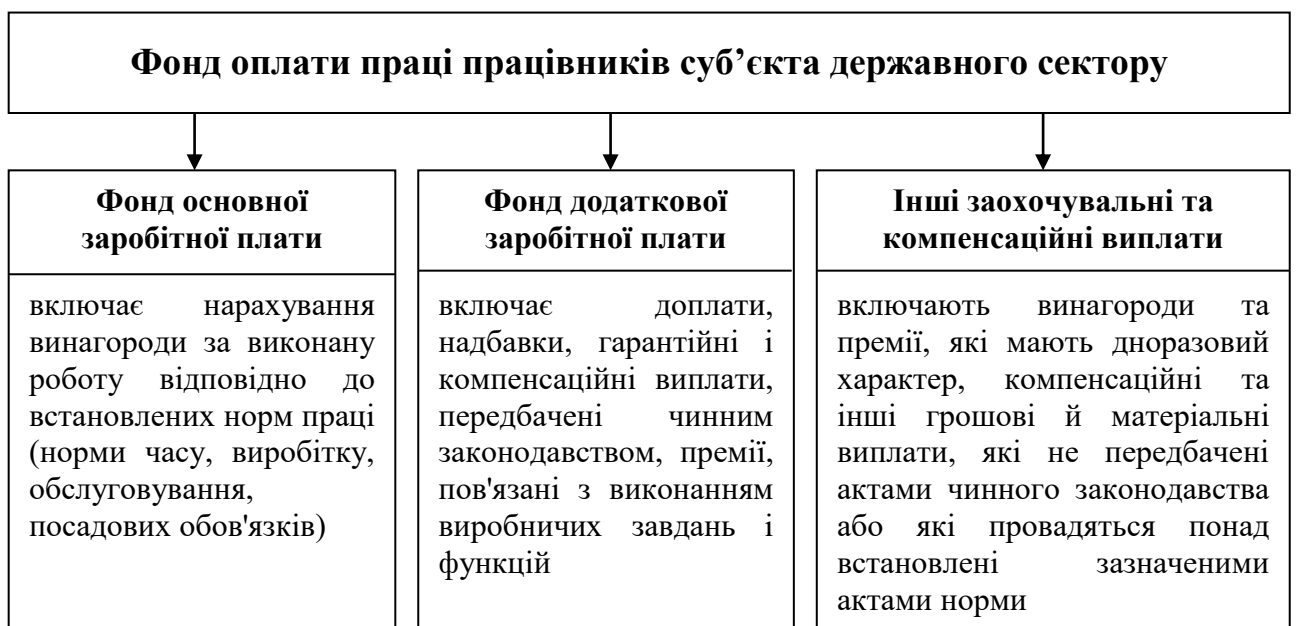 Фонд оплати праці працівників суб’єкта державного сектору
Фонд основної
заробітної плати
включає нарахування
винагороди за виконану
роботу відповідно до
встановлених норм праці
(норми часу, виробітку,
обслуговування,
посадових обов'язків)
Фонд додаткової
заробітної плати
включає доплати,
надбавки, гарантійні і
компенсаційні виплати,
передбачені чинним
законодавством, премії,
пов'язані з виконанням
виробничих завдань і
функцій
Інші заохочувальні та
компенсаційні виплати
включають винагороди та
премії, які мають дноразовий
характер, компенсаційні та
інші грошові й матеріальні
виплати, які не передбачені
актами чинного законодавства
або які провадяться понад
встановлені зазначеними
актами норми